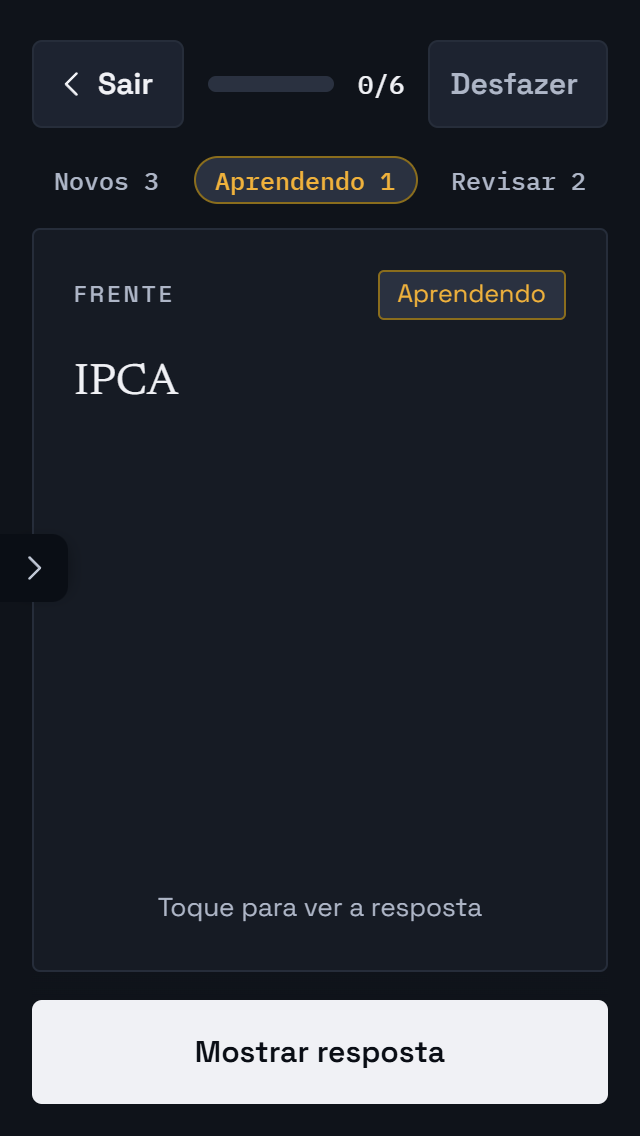 Sair
0/6
Desfazer
Novos 3
Aprendendo 1
Revisar 2
FRENTE
Aprendendo
IPCA
Toque para ver a resposta
Mostrar resposta